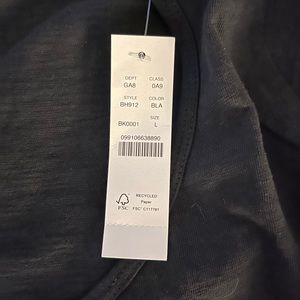 DEPT CLASS
GA8 0A9
STYLE COLOR
BH912 BLA
SIZE
BK0001 L
099106638890
FSC
RECYCLED
Paper
FSC® C117781